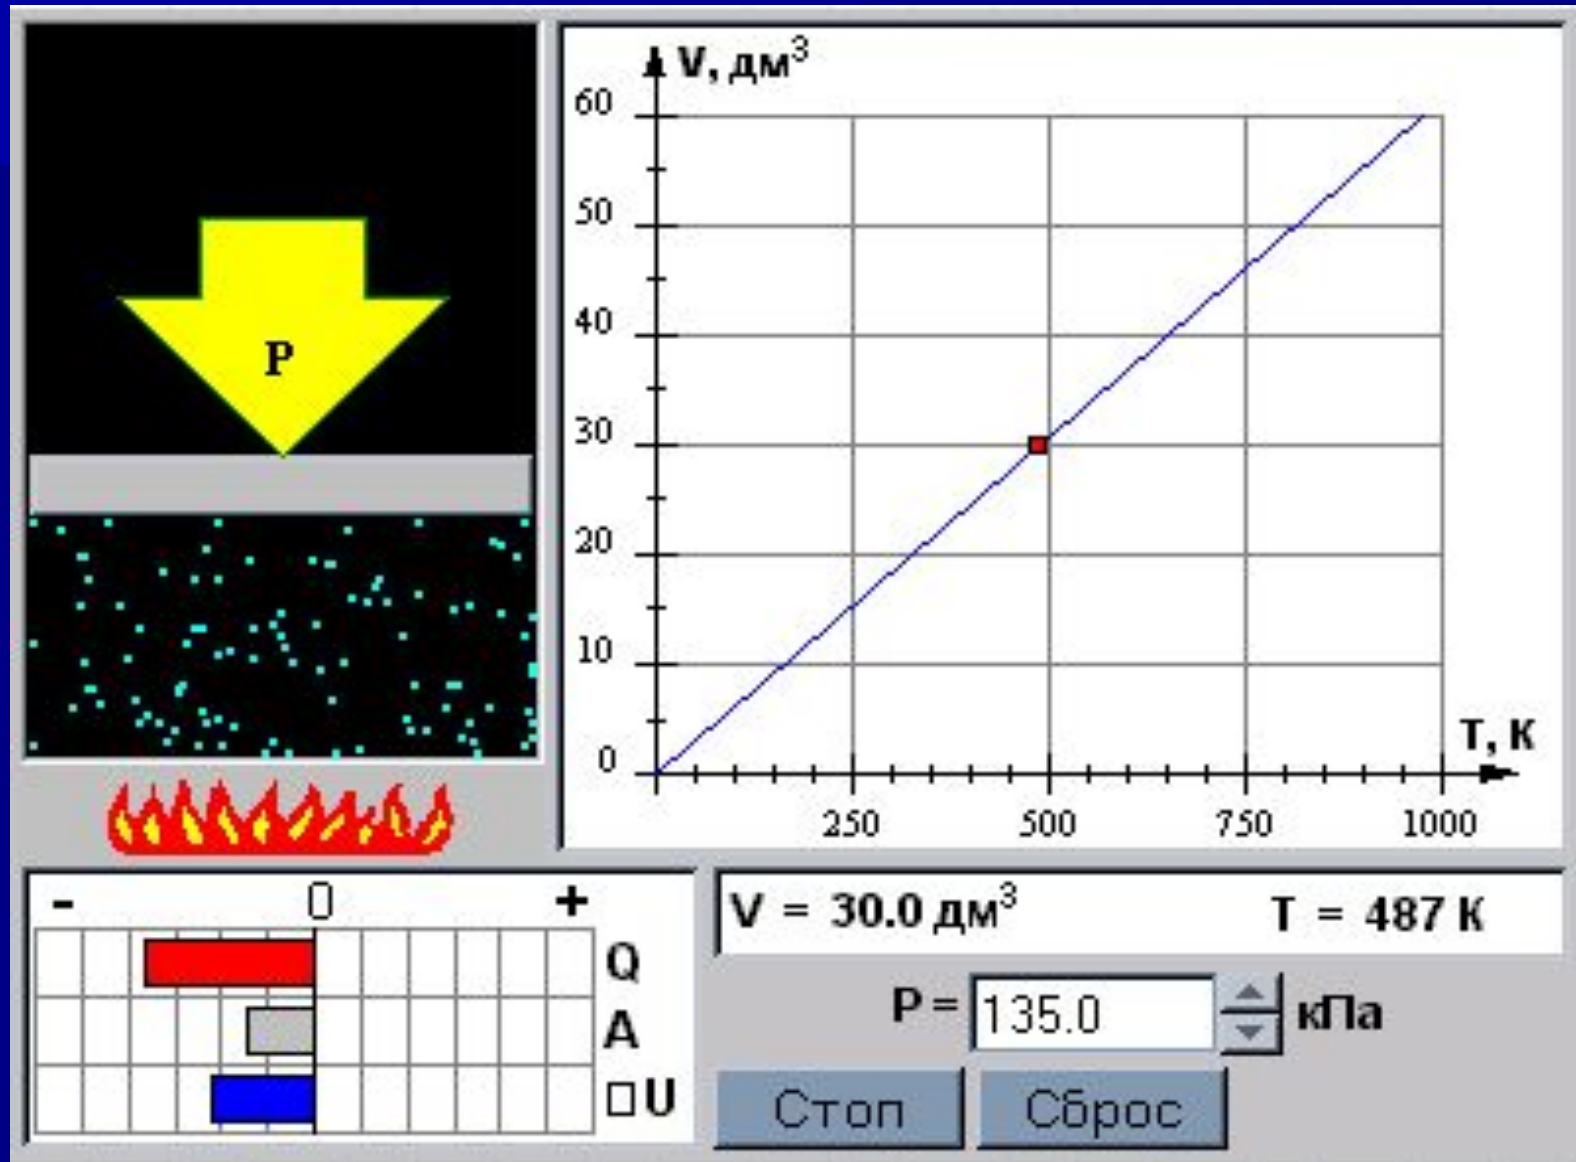 P
V, дм³
60
50
40
30
20
10
0
250 500 750 1000
T, К
- 0 +
Q
A
□U
V = 30.0 дм³ T = 487 К
P = 135.0 кПа
Стоп Сброс